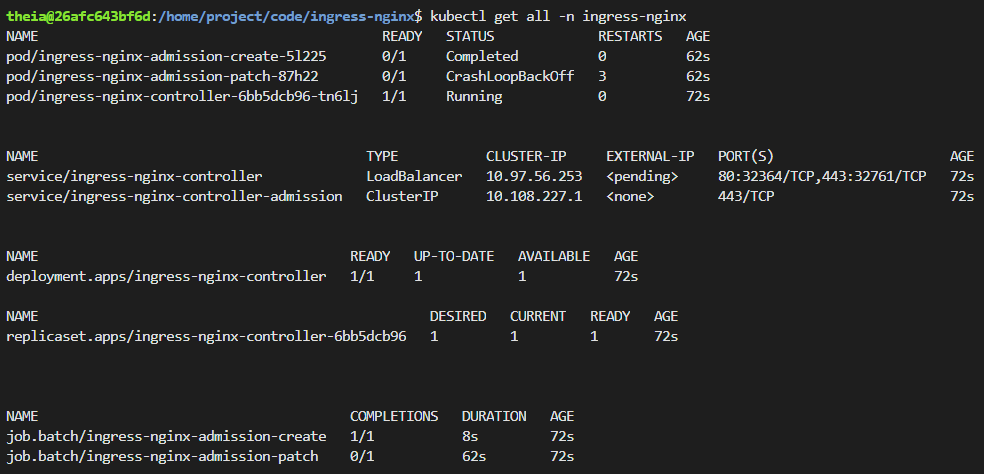 theia@26afc643bf6d:/home/project/code/ingress-nginx$ kubectl get all -n ingress-nginx
NAME READY STATUS RESTARTS AGE
pod/ingress-nginx-admission-create-5l225 0/1 Completed 0 62s
pod/ingress-nginx-admission-patch-87h22 0/1 CrashLoopBackOff 3 62s
pod/ingress-nginx-controller-6bb5dcb96-tn6lj 1/1 Running 0 72s
NAME TYPE CLUSTER-IP EXTERNAL-IP PORT(S) AGE
service/ingress-nginx-controller LoadBalancer 10.97.56.253 <pending> 80:32364/TCP,443:32761/TCP 72s
service/ingress-nginx-controller-admission ClusterIP 10.108.227.1 <none> 443/TCP 72s
NAME READY UP-TO-DATE AVAILABLE AGE
deployment.apps/ingress-nginx-controller 1/1 1 1 72s
NAME DESIRED CURRENT READY AGE
replicaset.apps/ingress-nginx-controller-6bb5dcb96 1 1 1 72s
NAME COMPLETIONS DURATION AGE
job.batch/ingress-nginx-admission-create 1/1 8s 72s
job.batch/ingress-nginx-admission-patch 0/1 62s 72s